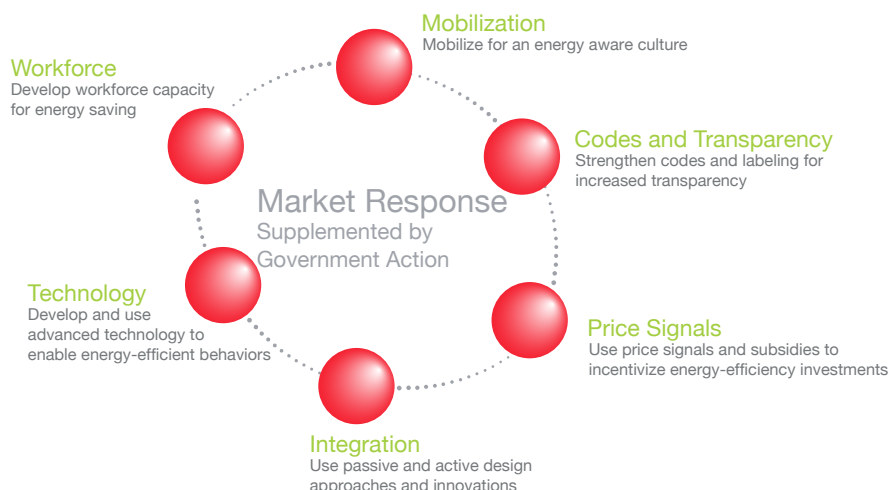 Mobilization
Mobilize for an energy aware culture
Workforce
Develop workforce capacity
for energy saving
Codes and Transparency
Strengthen codes and labeling for
increased transparency
Market Response
Supplemented by
Government Action
Technology
Develop and use
advanced technology to
enable energy-efficient behaviors
Price Signals
Use price signals and subsidies to
incentivize energy-efficiency investments
Integration
Use passive and active design
approaches and innovations